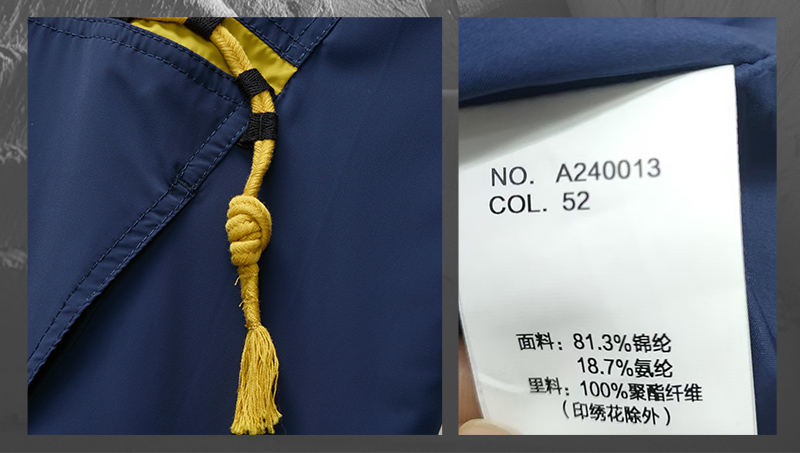 NO. A240013
COL. 52
面料：81.3%锦纶
18.7%氨纶
里料：100%聚酯纤维
（印绣花除外）